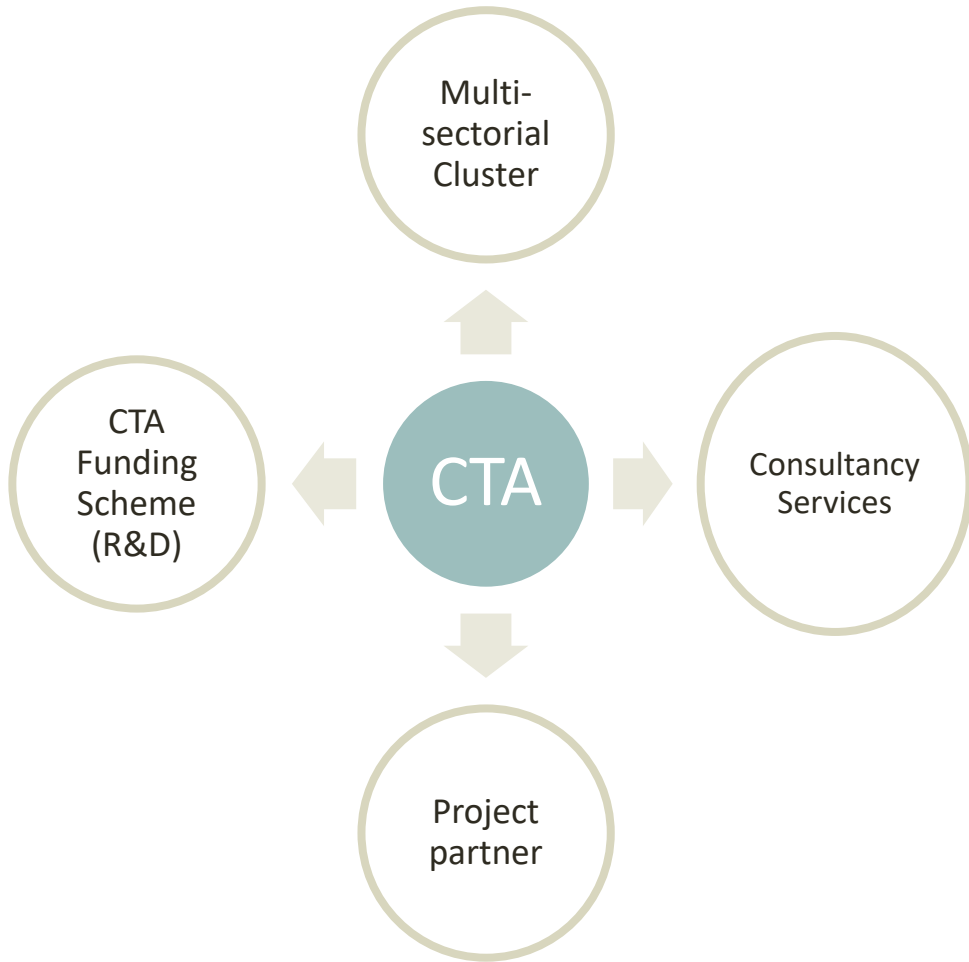 Multi-
sectorial
Cluster
CTA
Funding
Scheme
(R&D)
CTA
Consultancy
Services
Project
partner